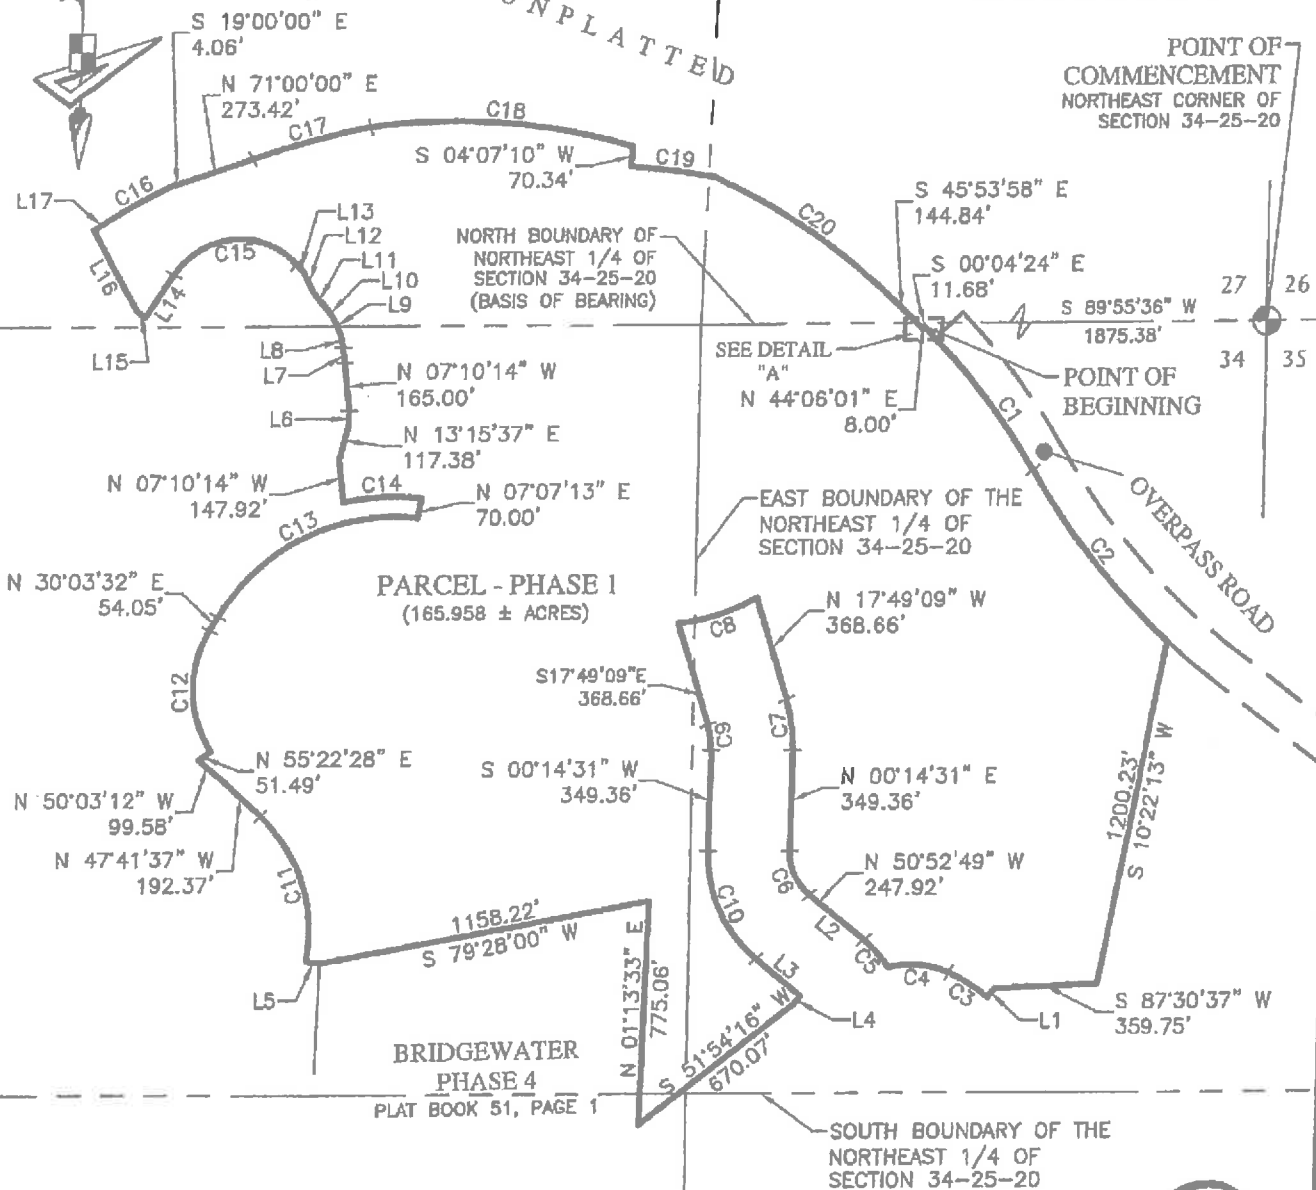 UNPLATTED
S 19°00'00" E
4.06'
N 71°00'00" E
273.42'
C17
C18
C16
L17
S 04°07'10" W
70.34'
C19
POINT OF
COMMENCEMENT
NORTHEAST CORNER OF
SECTION 34-25-20
S 45°53'58" E
144.84'
C20
L13
L12
L11
L10
L9
C15
L16
L14
L15
NORTH BOUNDARY OF
NORTHEAST 1/4 OF
SECTION 34-25-20
(BASIS OF BEARING)
S 00°04'24" E
11.68'
27
26
S 89°55'36" W
1875.38'
34
35
SEE DETAIL
"A"
N 44°06'01" E
8.00'
POINT OF
BEGINNING
L8
L7
N 07°10'14" W
165.00'
L6
N 13°15'37" E
117.38'
C1
N 07°10'14" W
147.92'
C14
N 07°07'13" E
70.00'
C13
EAST BOUNDARY OF THE
NORTHEAST 1/4 OF
SECTION 34-25-20
OVERPASS ROAD
C2
N 30°03'32" E
54.05'
PARCEL - PHASE 1
(165.958 ± ACRES)
C8
N 17°49'09" W
368.66'
S17°49'09"E
368.66'
C12
C9
C7
N 55°22'28" E
51.49'
S 00°14'31" W
349.36'
N 00°14'31" E
349.36'
N 50°03'12" W
99.58'
N 47°41'37" W
192.37'
1200.23'
S 10°22'13" W
C11
C6
N 50°52'49" W
247.92'
C10
L2
1158.22'
S 79°28'00" W
C5
C4
C3
L3
L5
N 01°13'33" E
775.06'
L4
L1
S 87°30'37" W
359.75'
S 51°54'16" W
670.07'
BRIDGEWATER
PHASE 4
PLAT BOOK 51, PAGE 1
SOUTH BOUNDARY OF THE
NORTHEAST 1/4 OF
SECTION 34-25-20